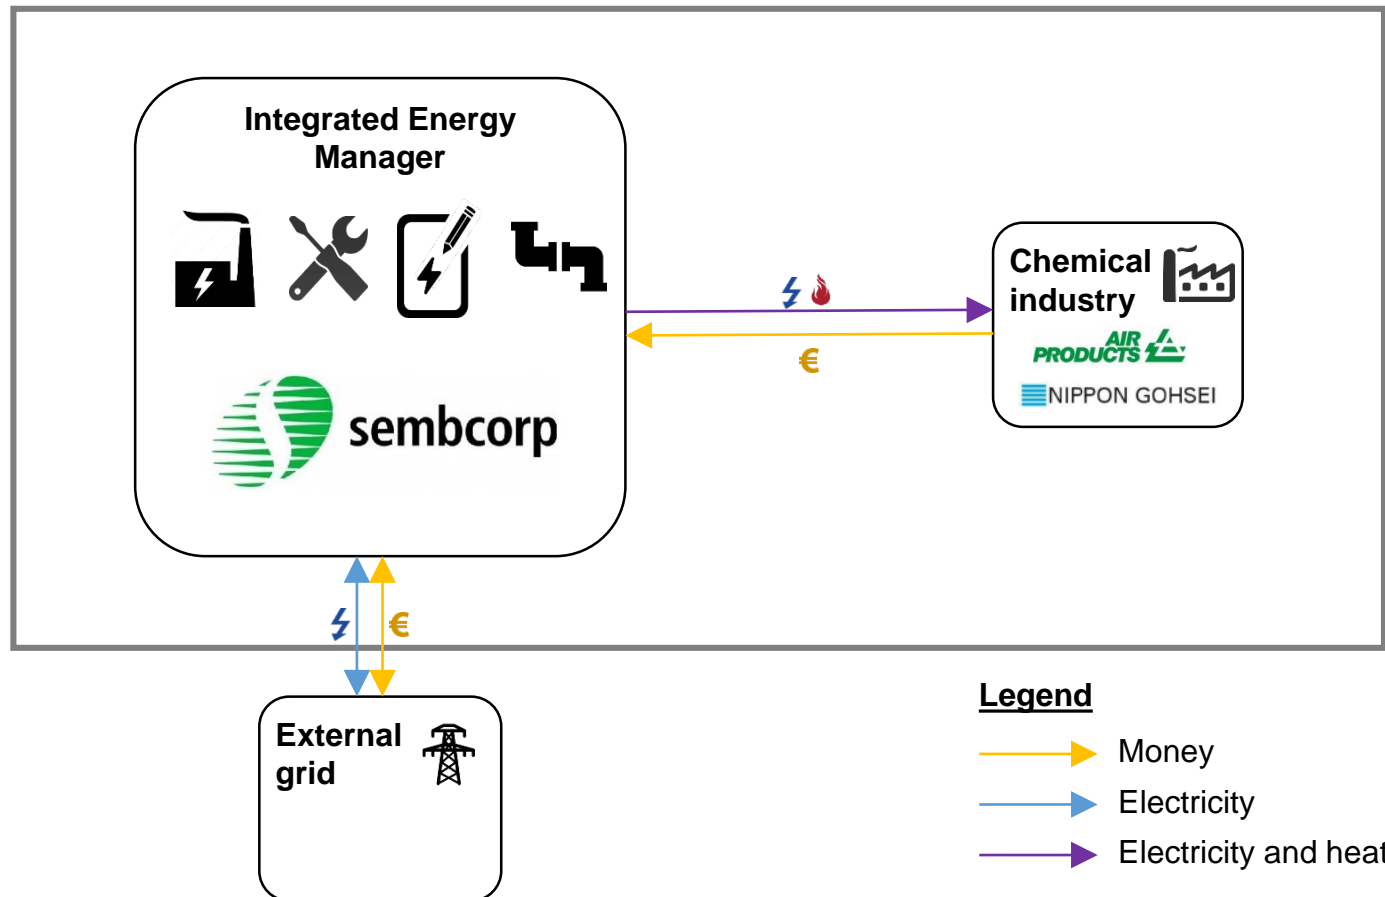 Integrated Energy
Manager
sembcorp
€
Chemical
industry
AIR
PRODUCTS
NIPPON GOHSEI
€
External
grid
Legend
Money
Electricity
Electricity and heat